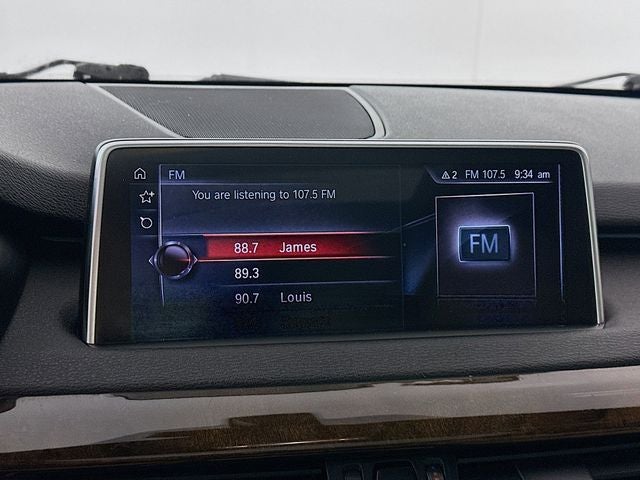 FM
2 FM 107.5 9:34 am
You are listening to 107.5 FM
88.7 James
89.3
90.7 Louis
FM